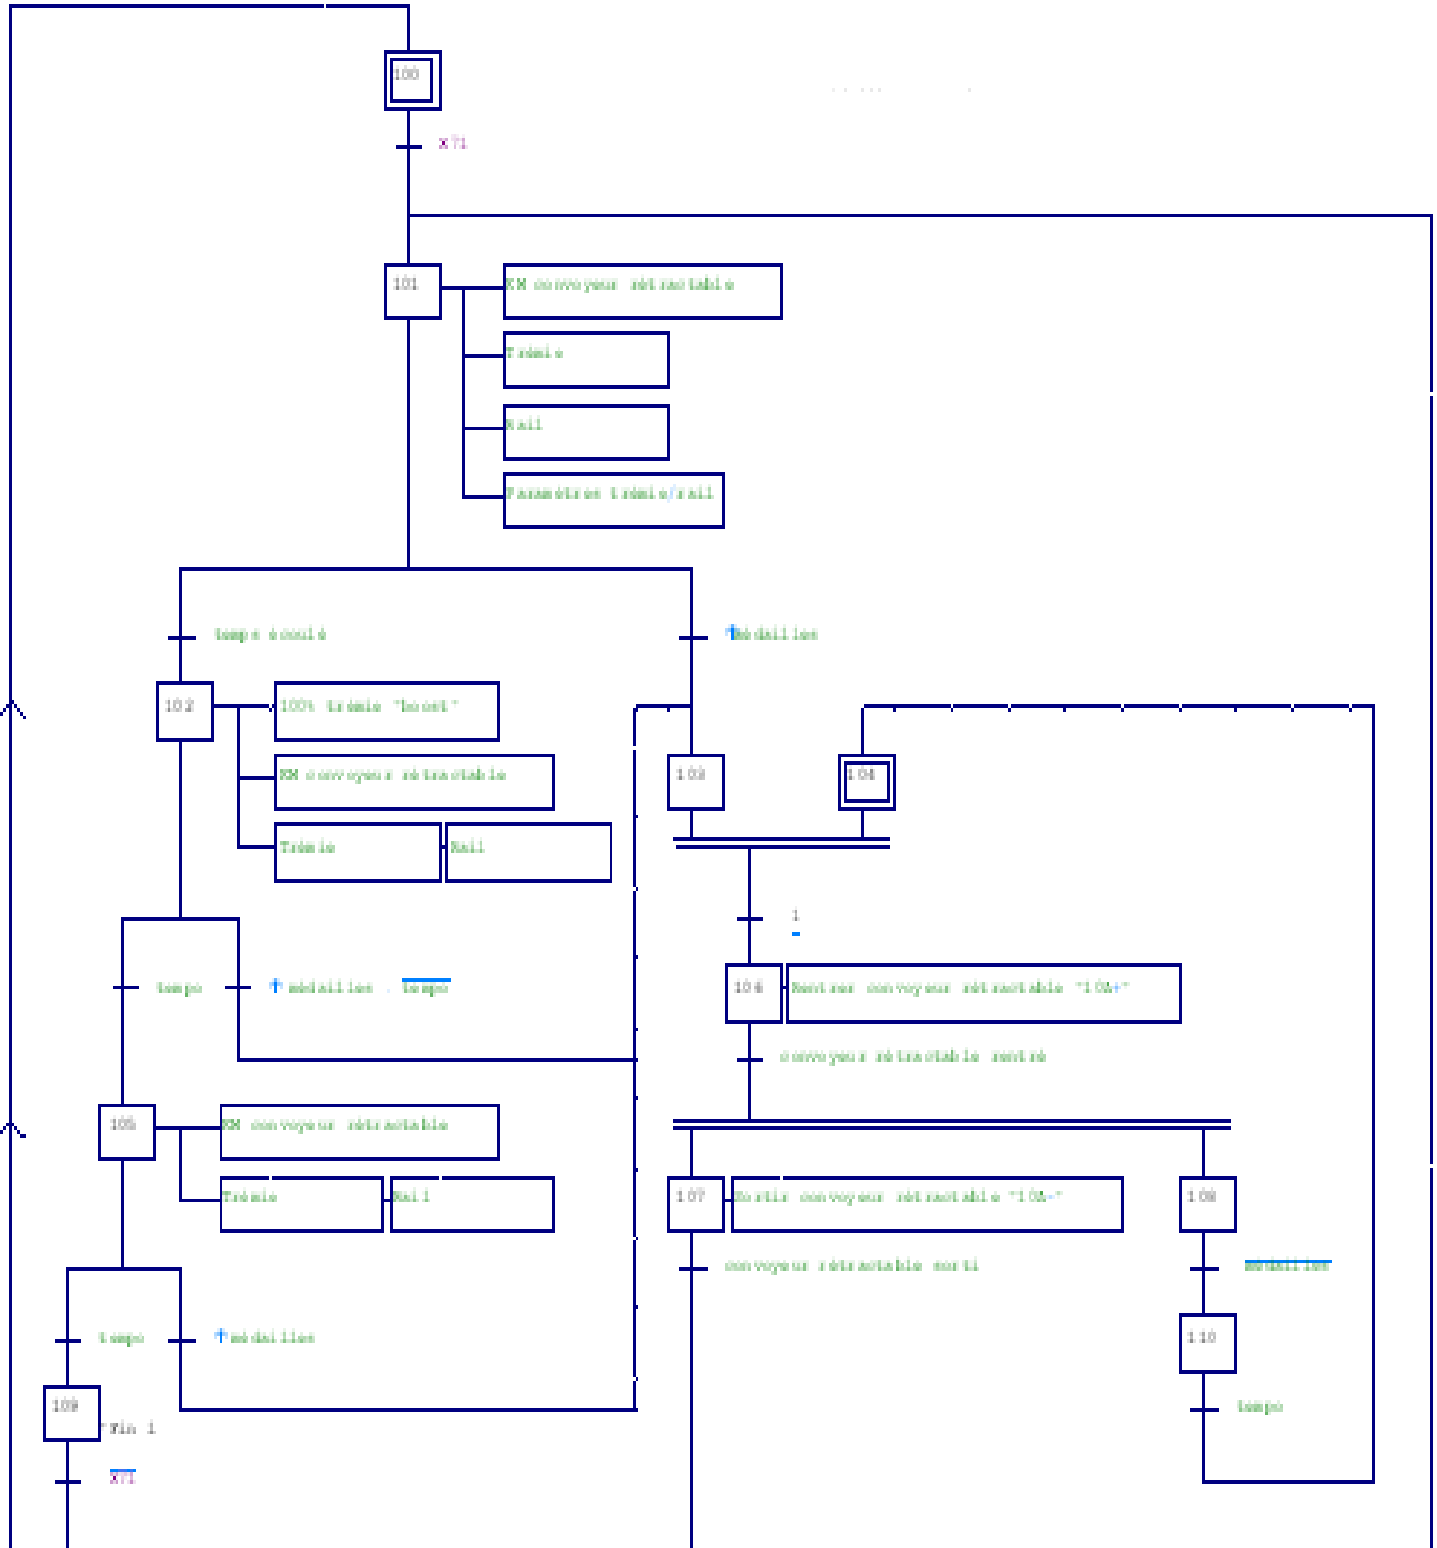 100
X71
101
KM convoyeur rétractable
Trémie
Rail
Paramètres trémie/rail
temps écoulé
↑médailles
102
100% trémie "boost"
KM convoyeur rétractable
Trémie
Rail
103
104
1
tempo
↑ médailles . tempo
106
Rentrer convoyeur rétractable "10A+"
convoyeur rétractable rentré
105
KM convoyeur rétractable
Trémie
Rail
107
Sortir convoyeur rétractable "10A-"
108
convoyeur rétractable sorti
médailles
tempo
↑médailles
110
109
"Fin 1
tempo
X71